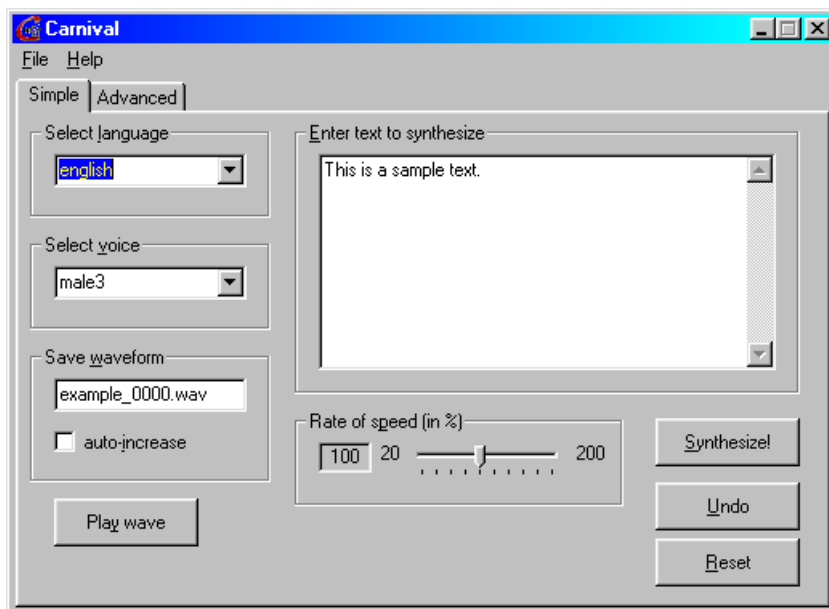 Carnival
File Help
Simple Advanced
Select language
english
Select voice
male3
Save waveform
example_0000.wav
auto-increase
Play wave
Enter text to synthesize
This is a sample text.
Rate of speed (in %)
100 20 200
Synthesize!
Undo
Reset